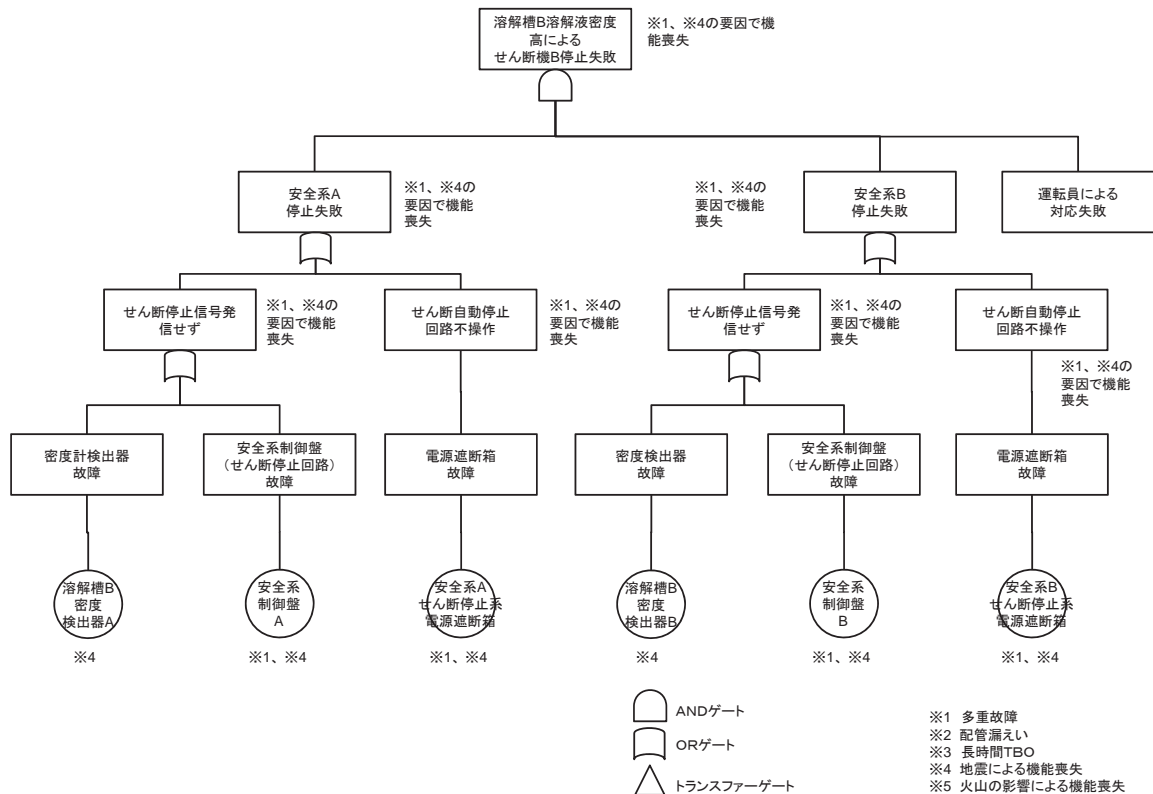 溶解槽B溶解液密度
高による
せん断機B停止失敗
※1、※4の要因で機
能喪失
安全系A
停止失敗
※1、※4の
要因で機能
喪失
※1、※4の
要因で機能
喪失
安全系B
停止失敗
運転員による
対応失敗
せん断停止信号発
信せず
※1、※4の
要因で機能
喪失
せん断自動停止
回路不操作
※1、※4の
要因で機能
喪失
せん断停止信号発
信せず
※1、※4の
要因で機能
喪失
せん断自動停止
回路不操作
※1、※4の
要因で機能
喪失
密度計検出器
故障
安全系制御盤
(せん断停止回路)
故障
電源遮断箱
故障
密度検出器
故障
安全系制御盤
(せん断停止回路)
故障
電源遮断箱
故障
溶解槽B
密度
検出器A
安全系
制御盤
A
安全系A
せん断停止系
電源遮断箱
溶解槽B
密度
検出器B
安全系
制御盤
B
安全系B
せん断停止系
電源遮断箱
※4
※1、※4
※1、※4
※4
※1、※4
※1、※4
ANDゲート
ORゲート
トランスファーゲート
※1 多重故障
※2 配管漏えい
※3 長時間TBO
※4 地震による機能喪失
※5 火山の影響による機能喪失